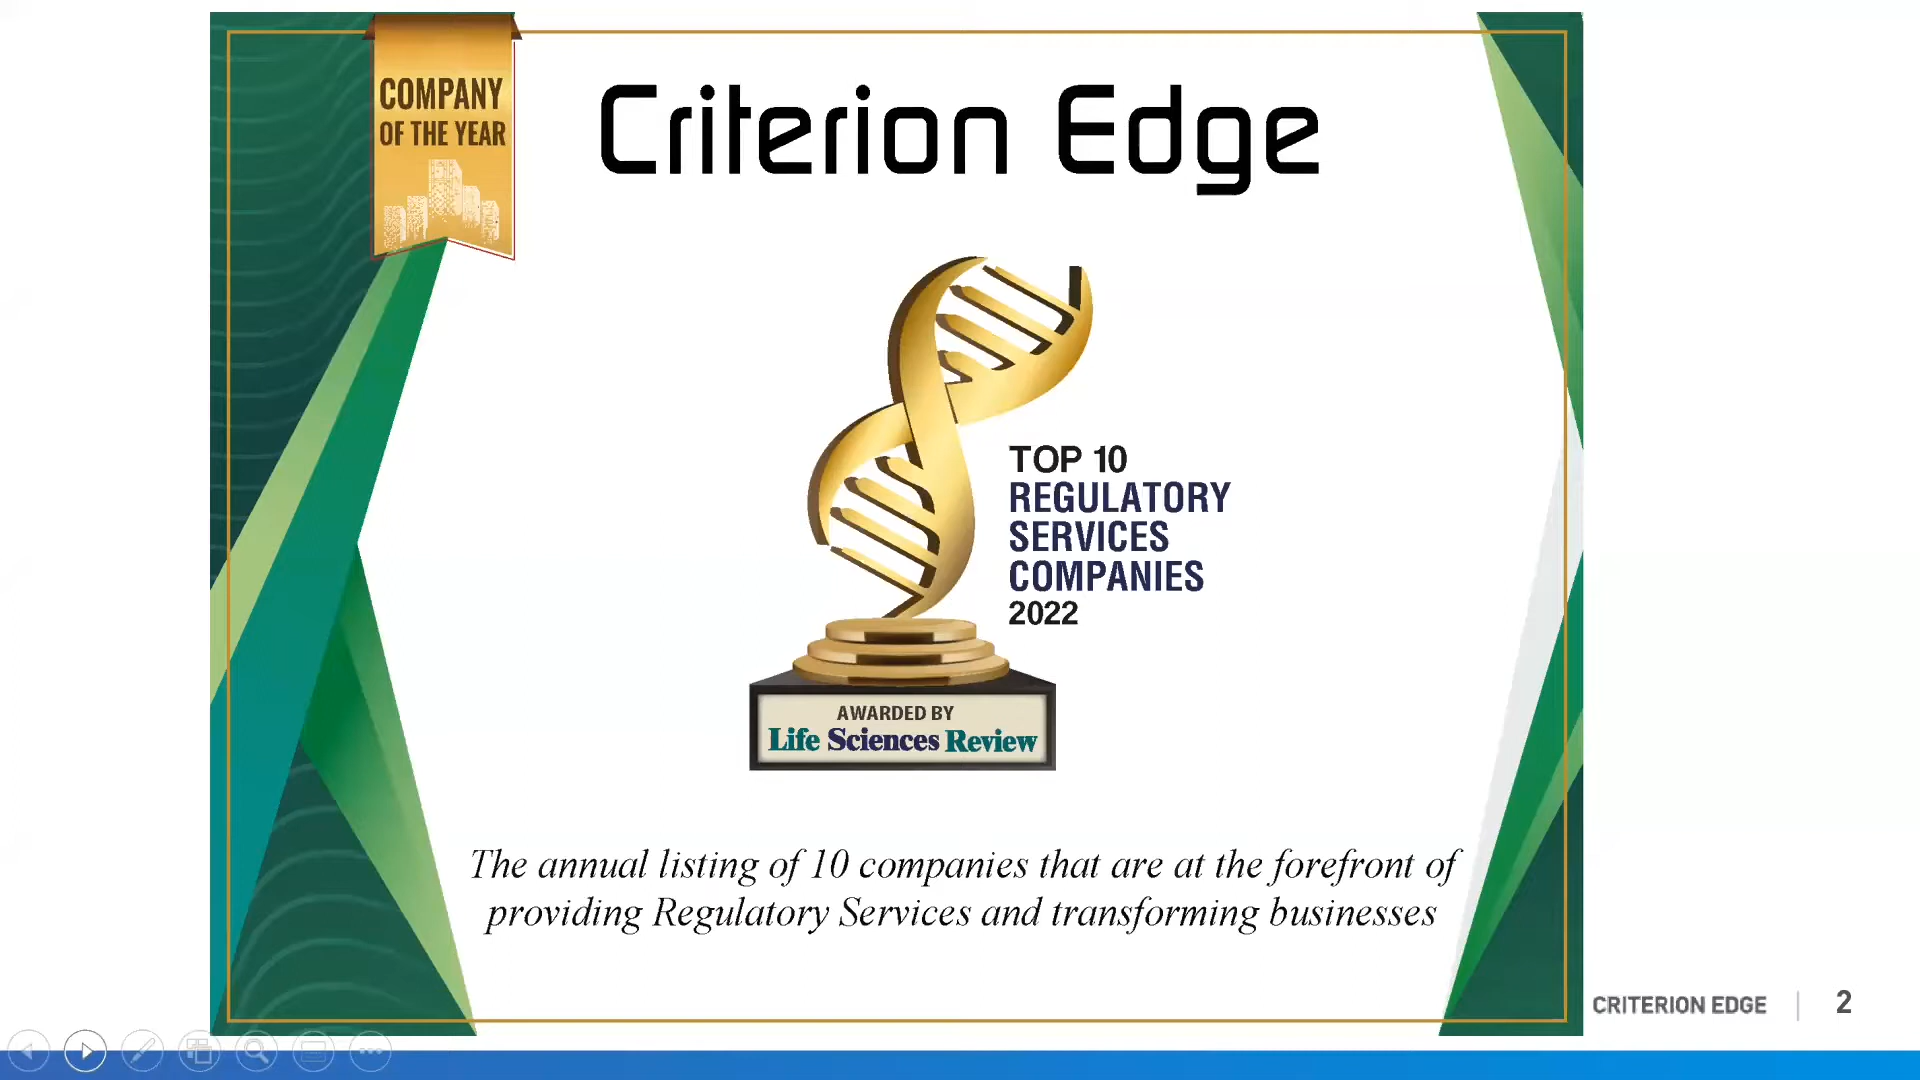 COMPANY
OF THE YEAR
Criterion Edge
TOP 10
REGULATORY
SERVICES
COMPANIES
2022
AWARDED BY
Life Sciences Review
The annual listing of 10 companies that are at the forefront of
providing Regulatory Services and transforming businesses
CRITERION EDGE
2